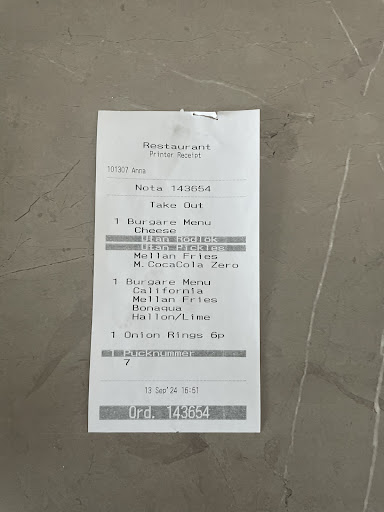 Restaurant
Printer Receipt
101307 Anna
Nota 143654
Take Out
1 Burgare Menu
Cheese
Utan Rödlök
Utan Pickles
Mellan Fries
M.CocaCola Zero
1 Burgare Menu
California
Mellan Fries
Bonaqua
Hallon/Lime
1 Onion Rings 6p
1 Pucknummer
7
13 Sep'24 16:51
Ord. 143654